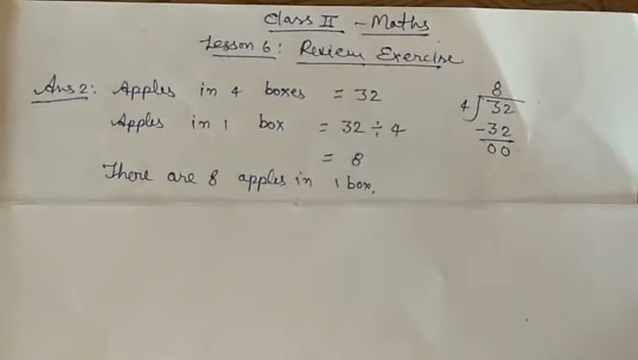 Class II - Maths
Lesson 6: Review Exercise
Ans 2: Apples in 4 boxes = 32
Apples in 1 box = 32 ÷ 4
= 8
There are 8 apples in 1 box.
8
4 32
-32
00